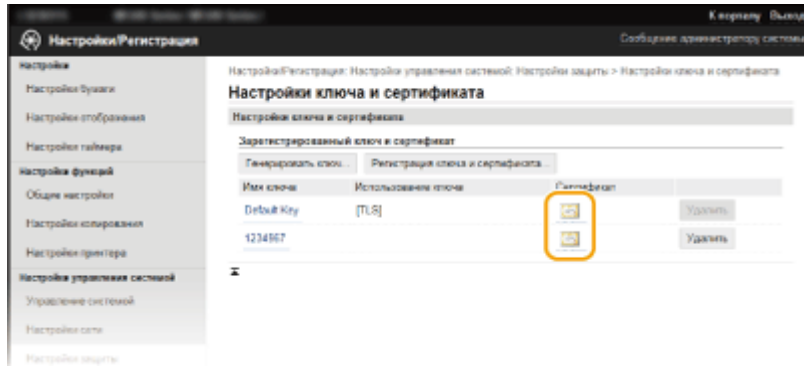 К порталу Выход
Настройки/Регистрация
Сообщение администратору системы
Настройки
Настройки бумаги
Настройки отображения
Настройки таймера
Настройки функций
Общие настройки
Настройки копирования
Настройки принтера
Настройки управления системой
Управление системой
Настройки сети
Настройки защиты
Настройки/Регистрация: Настройки управления системой: Настройки защиты > Настройки ключа и сертификата
Настройки ключа и сертификата
Настройки ключа и сертификата
Зарегистрированный ключ и сертификат
Генерировать ключ... Регистрация ключа и сертификата...
Имя ключа Использование ключа Сертификат
Default Key [TLS] Удалить
1234567 Удалить